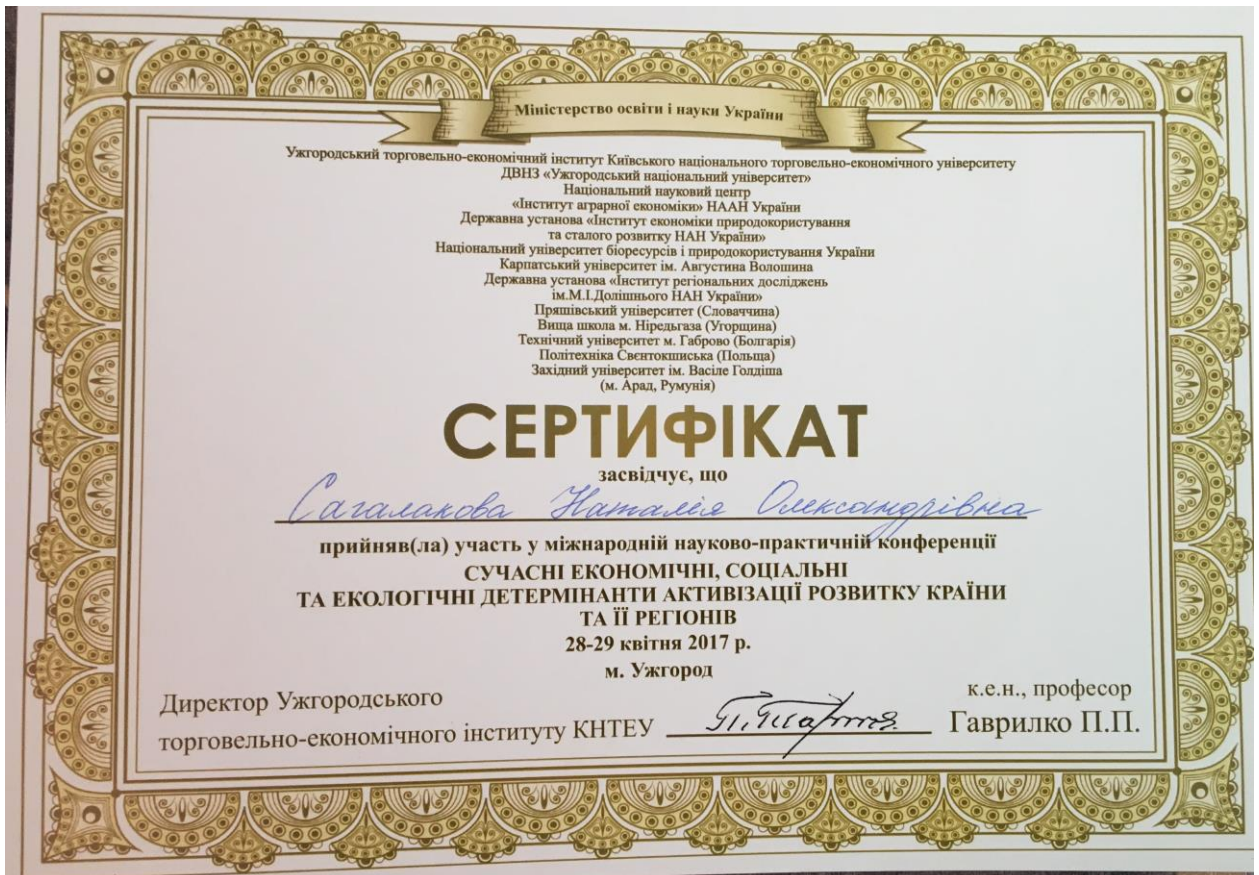 Міністерство освіти і науки України
Ужгородський торговельно-економічний інститут Київського національного торговельно-економічного університету
ДВНЗ «Ужгородський національний університет»
Національний науковий центр
«Інститут аграрної економіки» НААН України
Державна установа «Інститут економіки природокористування
та сталого розвитку НАН України»
Національний університет біоресурсів і природокористування України
Карпатський університет ім. Августина Волошина
Державна установа «Інститут регіональних досліджень
ім.М.І.Долішнього НАН України»
Пряшівський університет (Словаччина)
Вища школа м. Ніредьгаза (Угорщина)
Технічний університет м. Габрово (Болгарія)
Політехніка Свєнтокшиська (Польща)
Західний університет ім. Васіле Голдіша
(м. Арад, Румунія)
СЕРТИФІКАТ
засвідчує, що
Сагалакова Наталія Олександрівна
прийняв(ла) участь у міжнародній науково-практичній конференції
СУЧАСНІ ЕКОНОМІЧНІ, СОЦІАЛЬНІ
ТА ЕКОЛОГІЧНІ ДЕТЕРМІНАНТИ АКТИВІЗАЦІЇ РОЗВИТКУ КРАЇНИ
ТА ЇЇ РЕГІОНІВ
28-29 квітня 2017 р.
м. Ужгород
Директор Ужгородського
торговельно-економічного інституту КНТЕУ
к.е.н., професор
Гаврилко П.П.